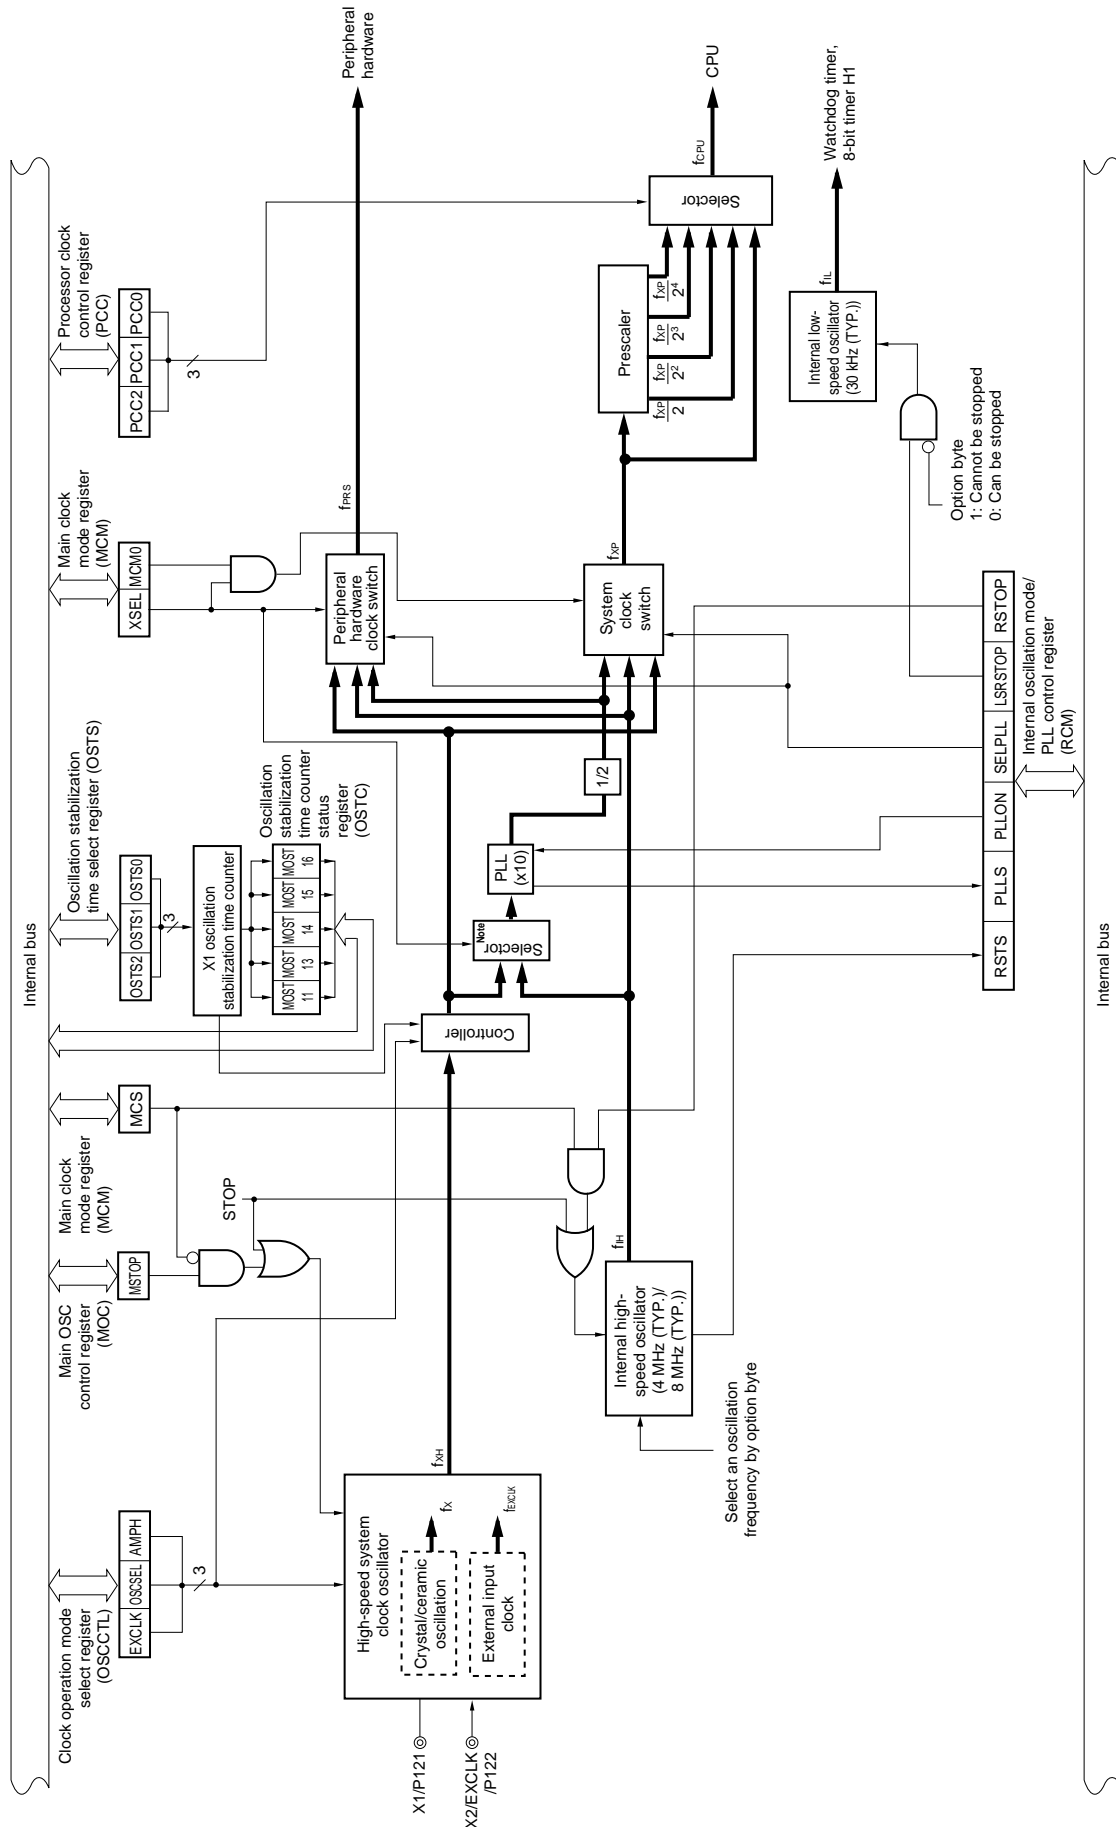 Internal bus
Clock operation mode
select register
(OSCCTL)
EXCLK OSCSEL AMPH
3
Main OSC
control register
(MOC)
MSTOP
Main clock
mode register
(MCM)
MCS
STOP
Oscillation stabilization
time select register (OSTS)
OSTS2 OSTS1 OSTS0
3
X1 oscillation
stabilization time counter
Oscillation
stabilization
time counter
status
register
(OSTC)
MOST
11
MOST
13
MOST
14
MOST
15
MOST
16
Main clock
mode register
(MCM)
XSEL MCM0
Processor clock
control register
(PCC)
PCC2 PCC1 PCC0
3
X1/P121
X2/EXCLK
/P122
High-speed system
clock oscillator
Crystal/ceramic
oscillation
fX
External input
clock
fEXCLK
fXH
Controller
Selector Note
PLL
(x10)
1/2
Peripheral
hardware
clock switch
fPRS
Peripheral
hardware
System
clock
switch
fXP
Prescaler
fXP
2
fXP
2^2
fXP
2^3
fXP
2^4
Selector
fCPU
CPU
Select an oscillation
frequency by option byte
Internal high-
speed oscillator
(4 MHz (TYP.)/
8 MHz (TYP.))
fIH
Internal low-
speed oscillator
(30 kHz (TYP.))
fIL
Watchdog timer,
8-bit timer H1
Option byte
1: Cannot be stopped
0: Can be stopped
RSTS PLLS PLLON SELPLL LSRSTOP RSTOP
Internal oscillation mode/
PLL control register
(RCM)
Internal bus